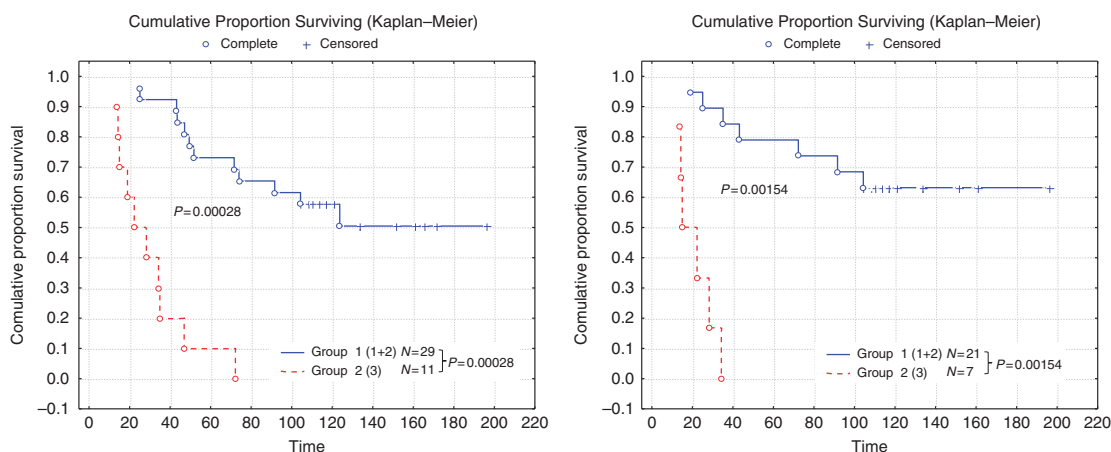 Cumulative Proportion Surviving (Kaplan–Meier)
Complete Censored
Cumulative proportion survival
1.0
0.9
0.8
0.7
0.6
0.5
0.4
0.3
0.2
0.1
0.0
–0.1
P=0.00028
Group 1 (1+2) N=29
Group 2 (3) N=11
P=0.00028
0 20 40 60 80 100 120 140 160 180 200 220
Time
Cumulative Proportion Surviving (Kaplan–Meier)
Complete Censored
Cumulative proportion survival
1.0
0.9
0.8
0.7
0.6
0.5
0.4
0.3
0.2
0.1
0.0
–0.1
P=0.00154
Group 1 (1+2) N=21
Group 2 (3) N=7
P=0.00154
0 20 40 60 80 100 120 140 160 180 200 220
Time